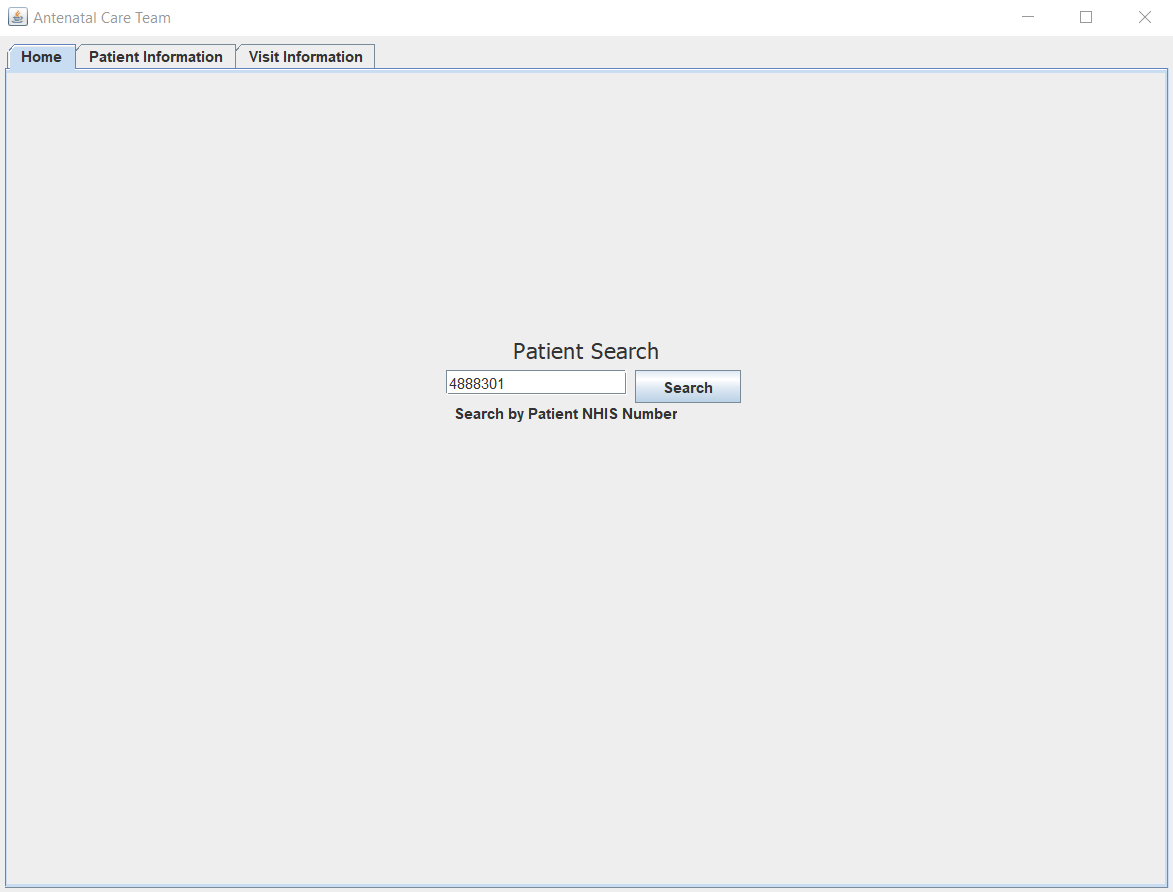 Antenatal Care Team
Home Patient Information Visit Information
Patient Search
4888301 Search
Search by Patient NHIS Number